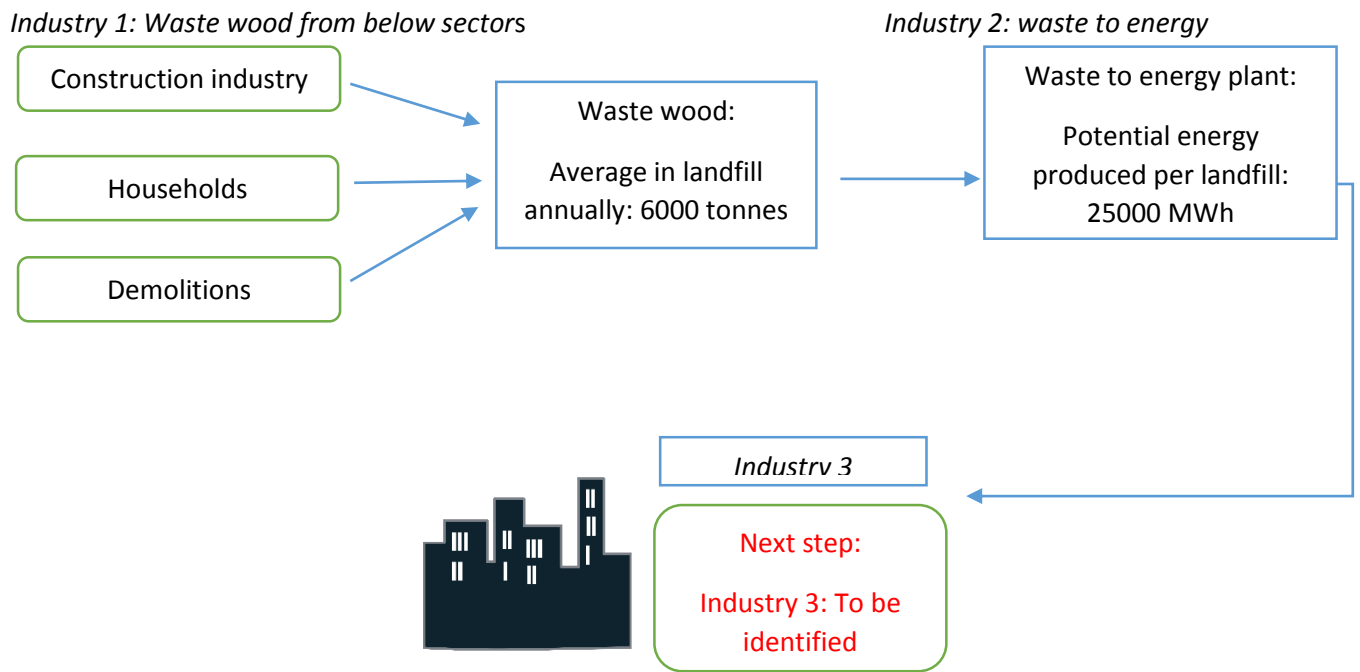 Industry 1: Waste wood from below sectors
Industry 2: waste to energy
Construction industry
Households
Demolitions
Waste wood:
Average in landfill
annually: 6000 tonnes
Waste to energy plant:
Potential energy
produced per landfill:
25000 MWh
Industry 3
Next step:
Industry 3: To be
identified